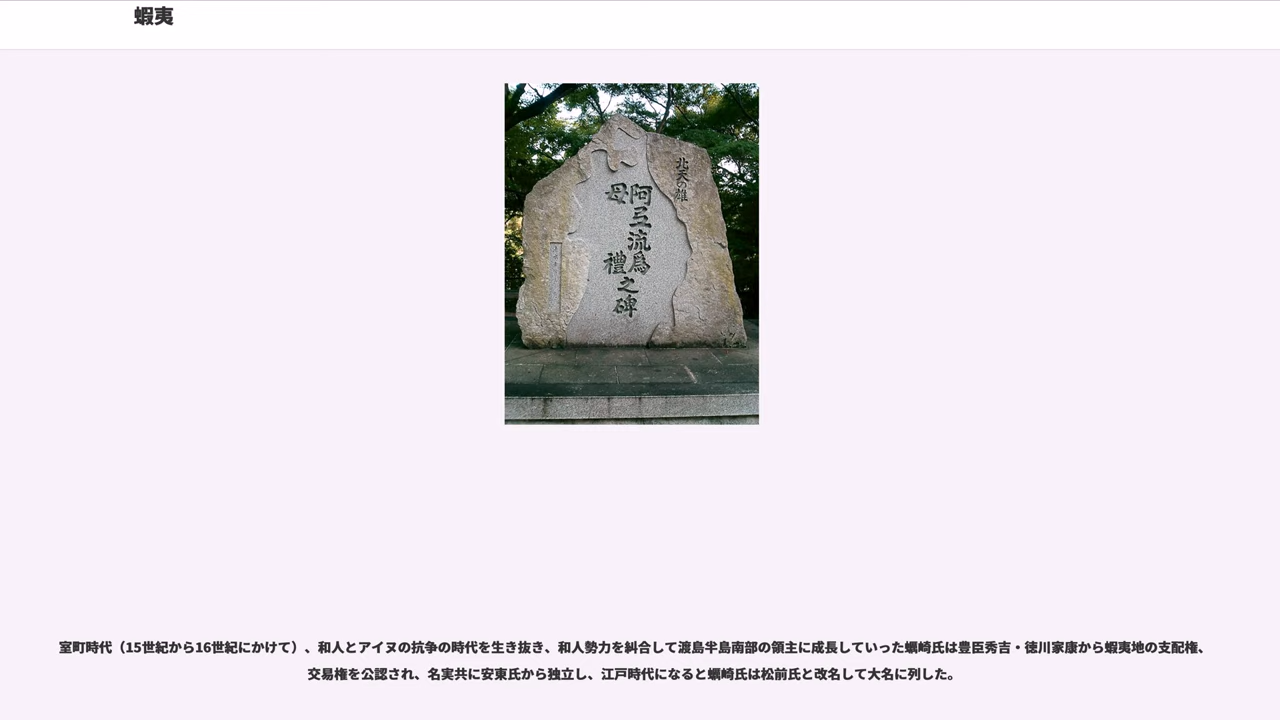 蝦夷
北天の雄
阿弖流為
母禮
之碑
室町時代（15世紀から16世紀にかけて）、和人とアイヌの抗争の時代を生き抜き、和人勢力を糾合して渡島半島南部の領主に成長していった蠣崎氏は豊臣秀吉・徳川家康から蝦夷地の支配権、
交易権を公認され、名実共に安東氏から独立し、江戸時代になると蠣崎氏は松前氏と改名して大名に列した。